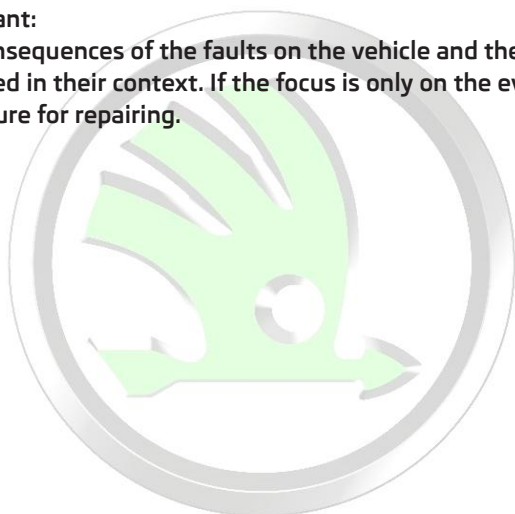 ant:
nsequences of the faults on the vehicle and the
ed in their context. If the focus is only on the ev
ure for repairing.